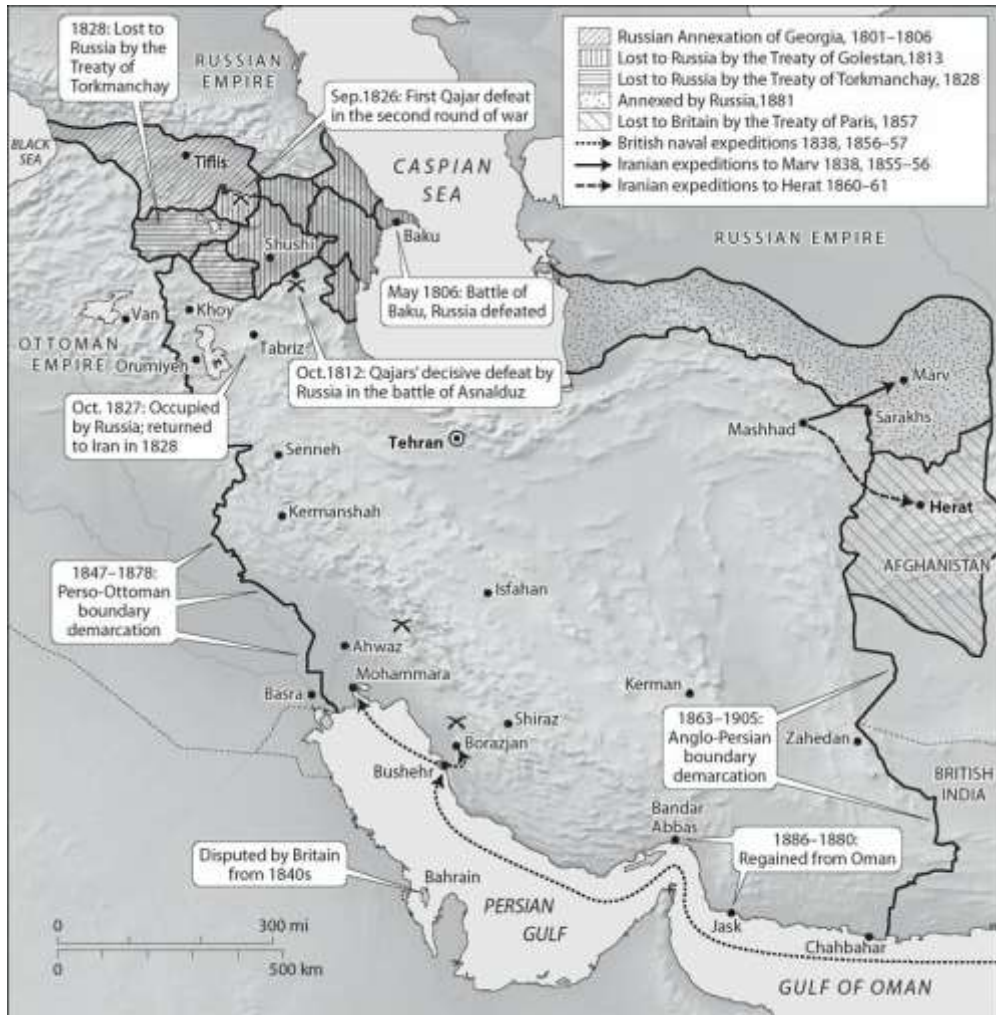 1828: Lost to
Russia by the
Treaty of
Torkmanchay
RUSSIAN
EMPIRE
Sep.1826: First Qajar defeat
in the second round of war
Russian Annexation of Georgia, 1801–1806
Lost to Russia by the Treaty of Golestan,1813
Lost to Russia by the Treaty of Torkmanchay, 1828
Annexed by Russia,1881
Lost to Britain by the Treaty of Paris, 1857
British naval expeditions 1838, 1856–57
Iranian expeditions to Marv 1838, 1855–56
Iranian expeditions to Herat 1860–61
BLACK
SEA
Tiflis
CASPIAN
SEA
Shushi
Baku
RUSSIAN EMPIRE
May 1806: Battle of
Baku, Russia defeated
Van
Khoy
OTTOMAN
EMPIRE
Orumiyeh
Tabriz
Oct.1812: Qajars' decisive defeat by
Russia in the battle of Asnalduz
Marv
Oct. 1827: Occupied
by Russia; returned
to Iran in 1828
Tehran
Mashhad
Sarakhs
Senneh
Kermanshah
Herat
AFGHANISTAN
1847–1878:
Perso-Ottoman
boundary
demarcation
Isfahan
Ahwaz
Mohammara
Basra
Kerman
Shiraz
Borazjan
Bushehr
1863–1905:
Anglo-Persian
boundary
demarcation
Zahedan
BRITISH
INDIA
Bandar
Abbas
1886–1880:
Regained from Oman
Disputed by Britain
from 1840s
Bahrain
PERSIAN
GULF
Jask
Chahbahar
0 300 mi
0 500 km
GULF OF OMAN